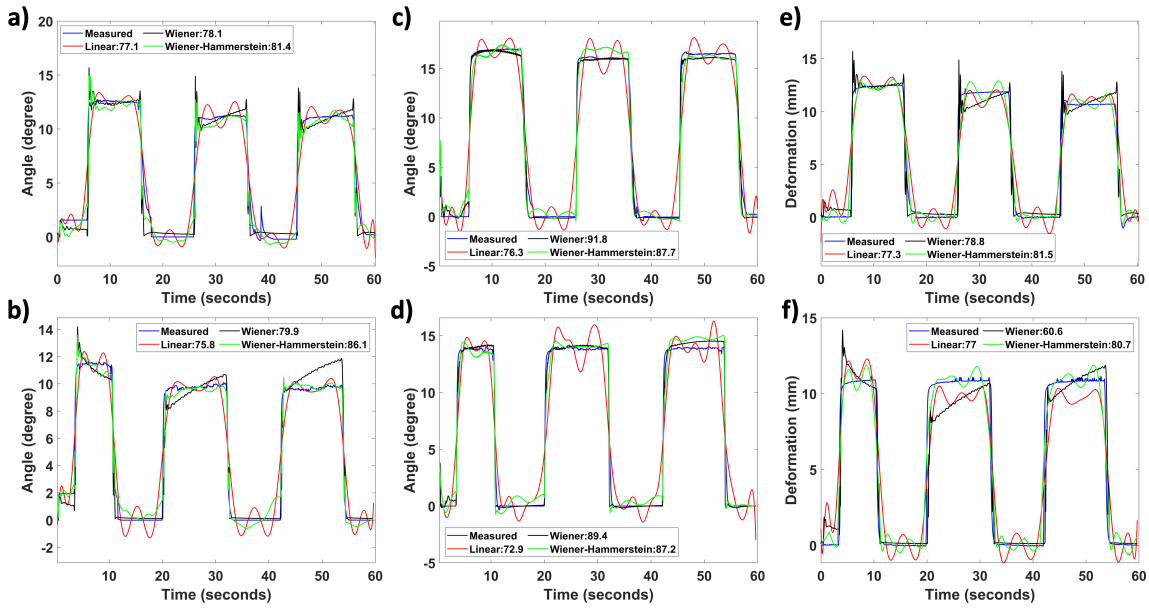 a)
20
15
10
5
0
0 10 20 30 40 50 60
Angle (degree)
Time (seconds)
Measured Wiener:78.1
Linear:77.1 Wiener-Hammerstein:81.4
c)
20
15
10
5
0
-5
0 10 20 30 40 50 60
Angle (degree)
Time (seconds)
Measured Wiener:91.8
Linear:76.3 Wiener-Hammerstein:87.7
e)
20
15
10
5
0
-5
0 10 20 30 40 50 60
Deformation (mm)
Time (seconds)
Measured Wiener:78.8
Linear:77.3 Wiener-Hammerstein:81.5
b)
14
12
10
8
6
4
2
0
-2
10 20 30 40 50 60
Angle (degree)
Time (seconds)
Measured Wiener:79.9
Linear:75.8 Wiener-Hammerstein:86.1
d)
15
10
5
0
-5
10 20 30 40 50 60
Angle (degree)
Time (seconds)
Measured Wiener:89.4
Linear:72.9 Wiener-Hammerstein:87.2
f)
15
10
5
0
0 10 20 30 40 50 60
Deformation (mm)
Time (seconds)
Measured Wiener:60.6
Linear:77 Wiener-Hammerstein:80.7